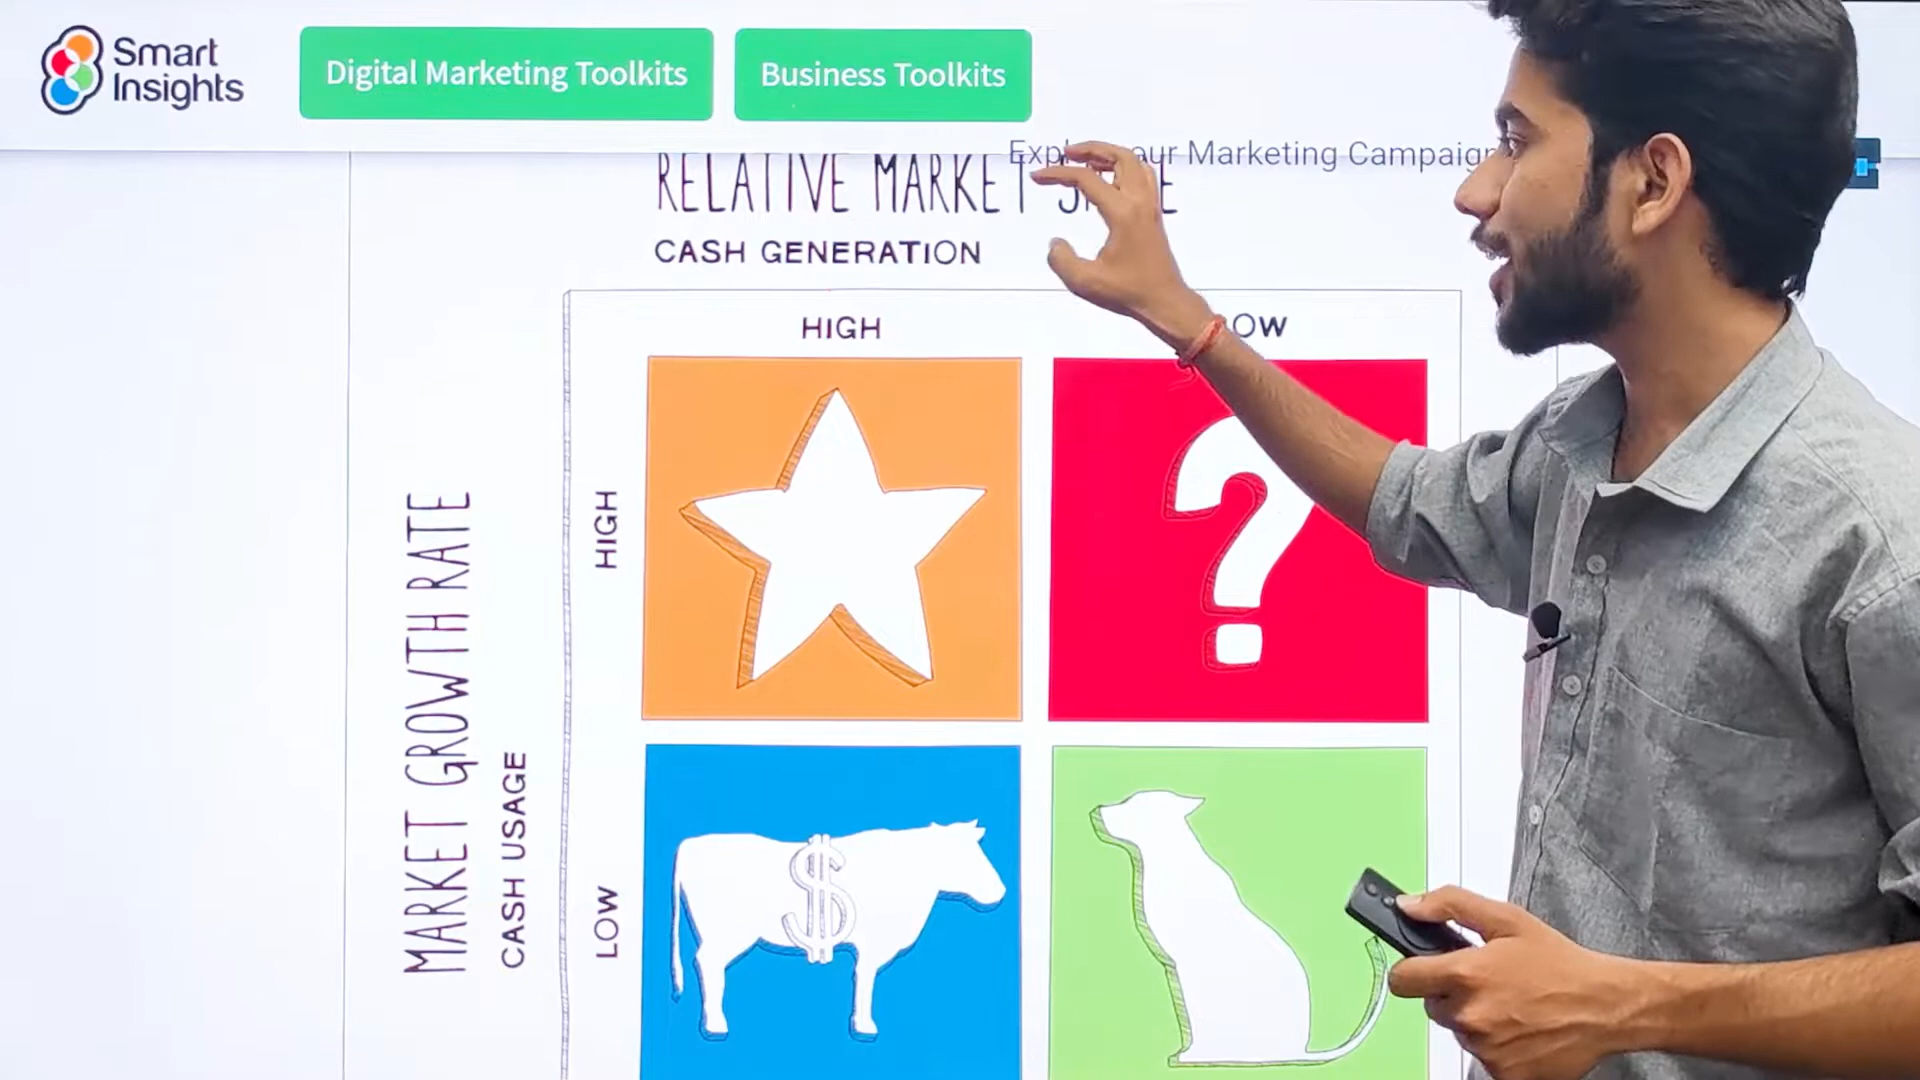 Smart
Insights
Digital Marketing Toolkits
Business Toolkits
Marketing Campaign
RELATIVE MARKET
CASH GENERATION
HIGH
HIGH
MARKET GROWTH RATE
CASH USAGE
LOW
$